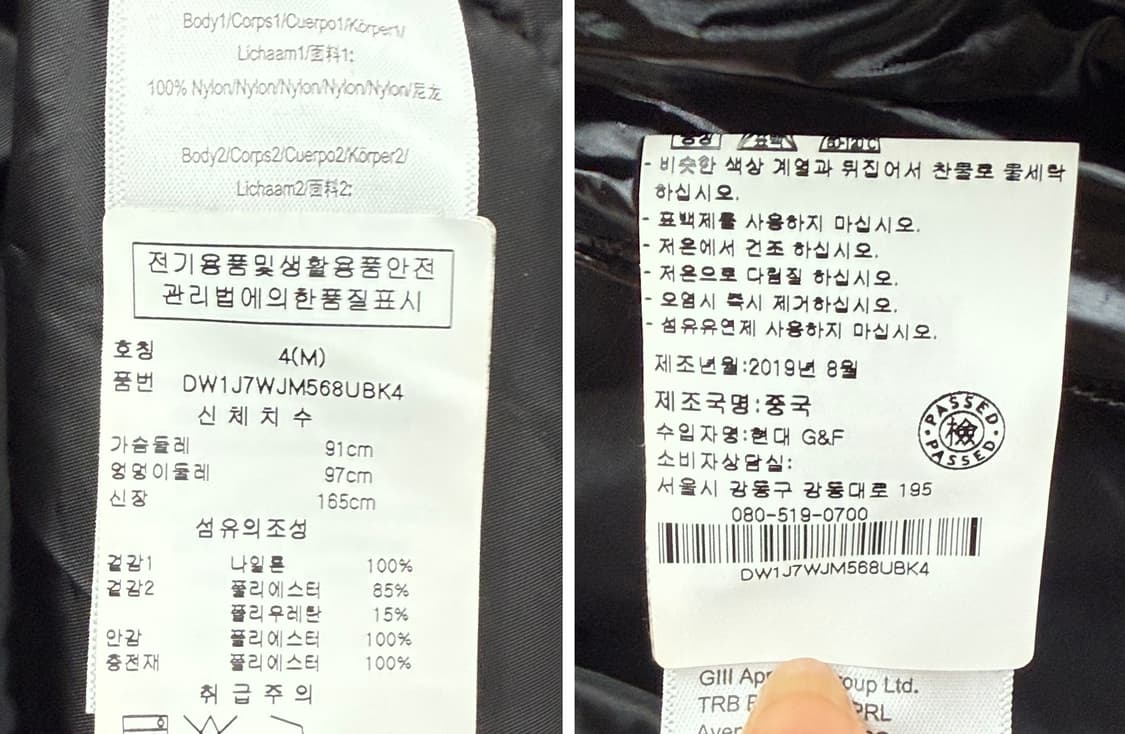 Body1/Corps1/Cuerpo1/Körper1/
Lichaam1/面料1:
100% Nylon/Nylon/Nylon/Nylon/Nylon/尼龙
Body2/Corps2/Cuerpo2/Körper2/
Lichaam2/面料2:
전기용품및생활용품안전
관리법에의한품질표시
호칭 4(M)
품번 DW1J7WJM568UBK4
신체치수
가슴둘레 91cm
엉덩이둘레 97cm
신장 165cm
섬유의조성
겉감1 나일론 100%
겉감2 폴리에스터 85%
폴리우레탄 15%
안감 폴리에스터 100%
충전재 폴리에스터 100%
취급주의
중성 표백 80-120℃
- 비슷한 색상 계열과 뒤집어서 찬물로 물세탁
하십시오.
- 표백제를 사용하지 마십시오.
- 저온에서 건조 하십시오.
- 저온으로 다림질 하십시오.
- 오염시 즉시 제거하십시오.
- 섬유유연제 사용하지 마십시오.
제조년월:2019년 8월
제조국명:중국
수입자명:현대 G&F
소비자상담실:
서울시 강동구 강동대로 195
080-519-0700
PASSED 檢 PASSED
DW1J7WJM568UBK4
GIII Group Ltd.
TRB